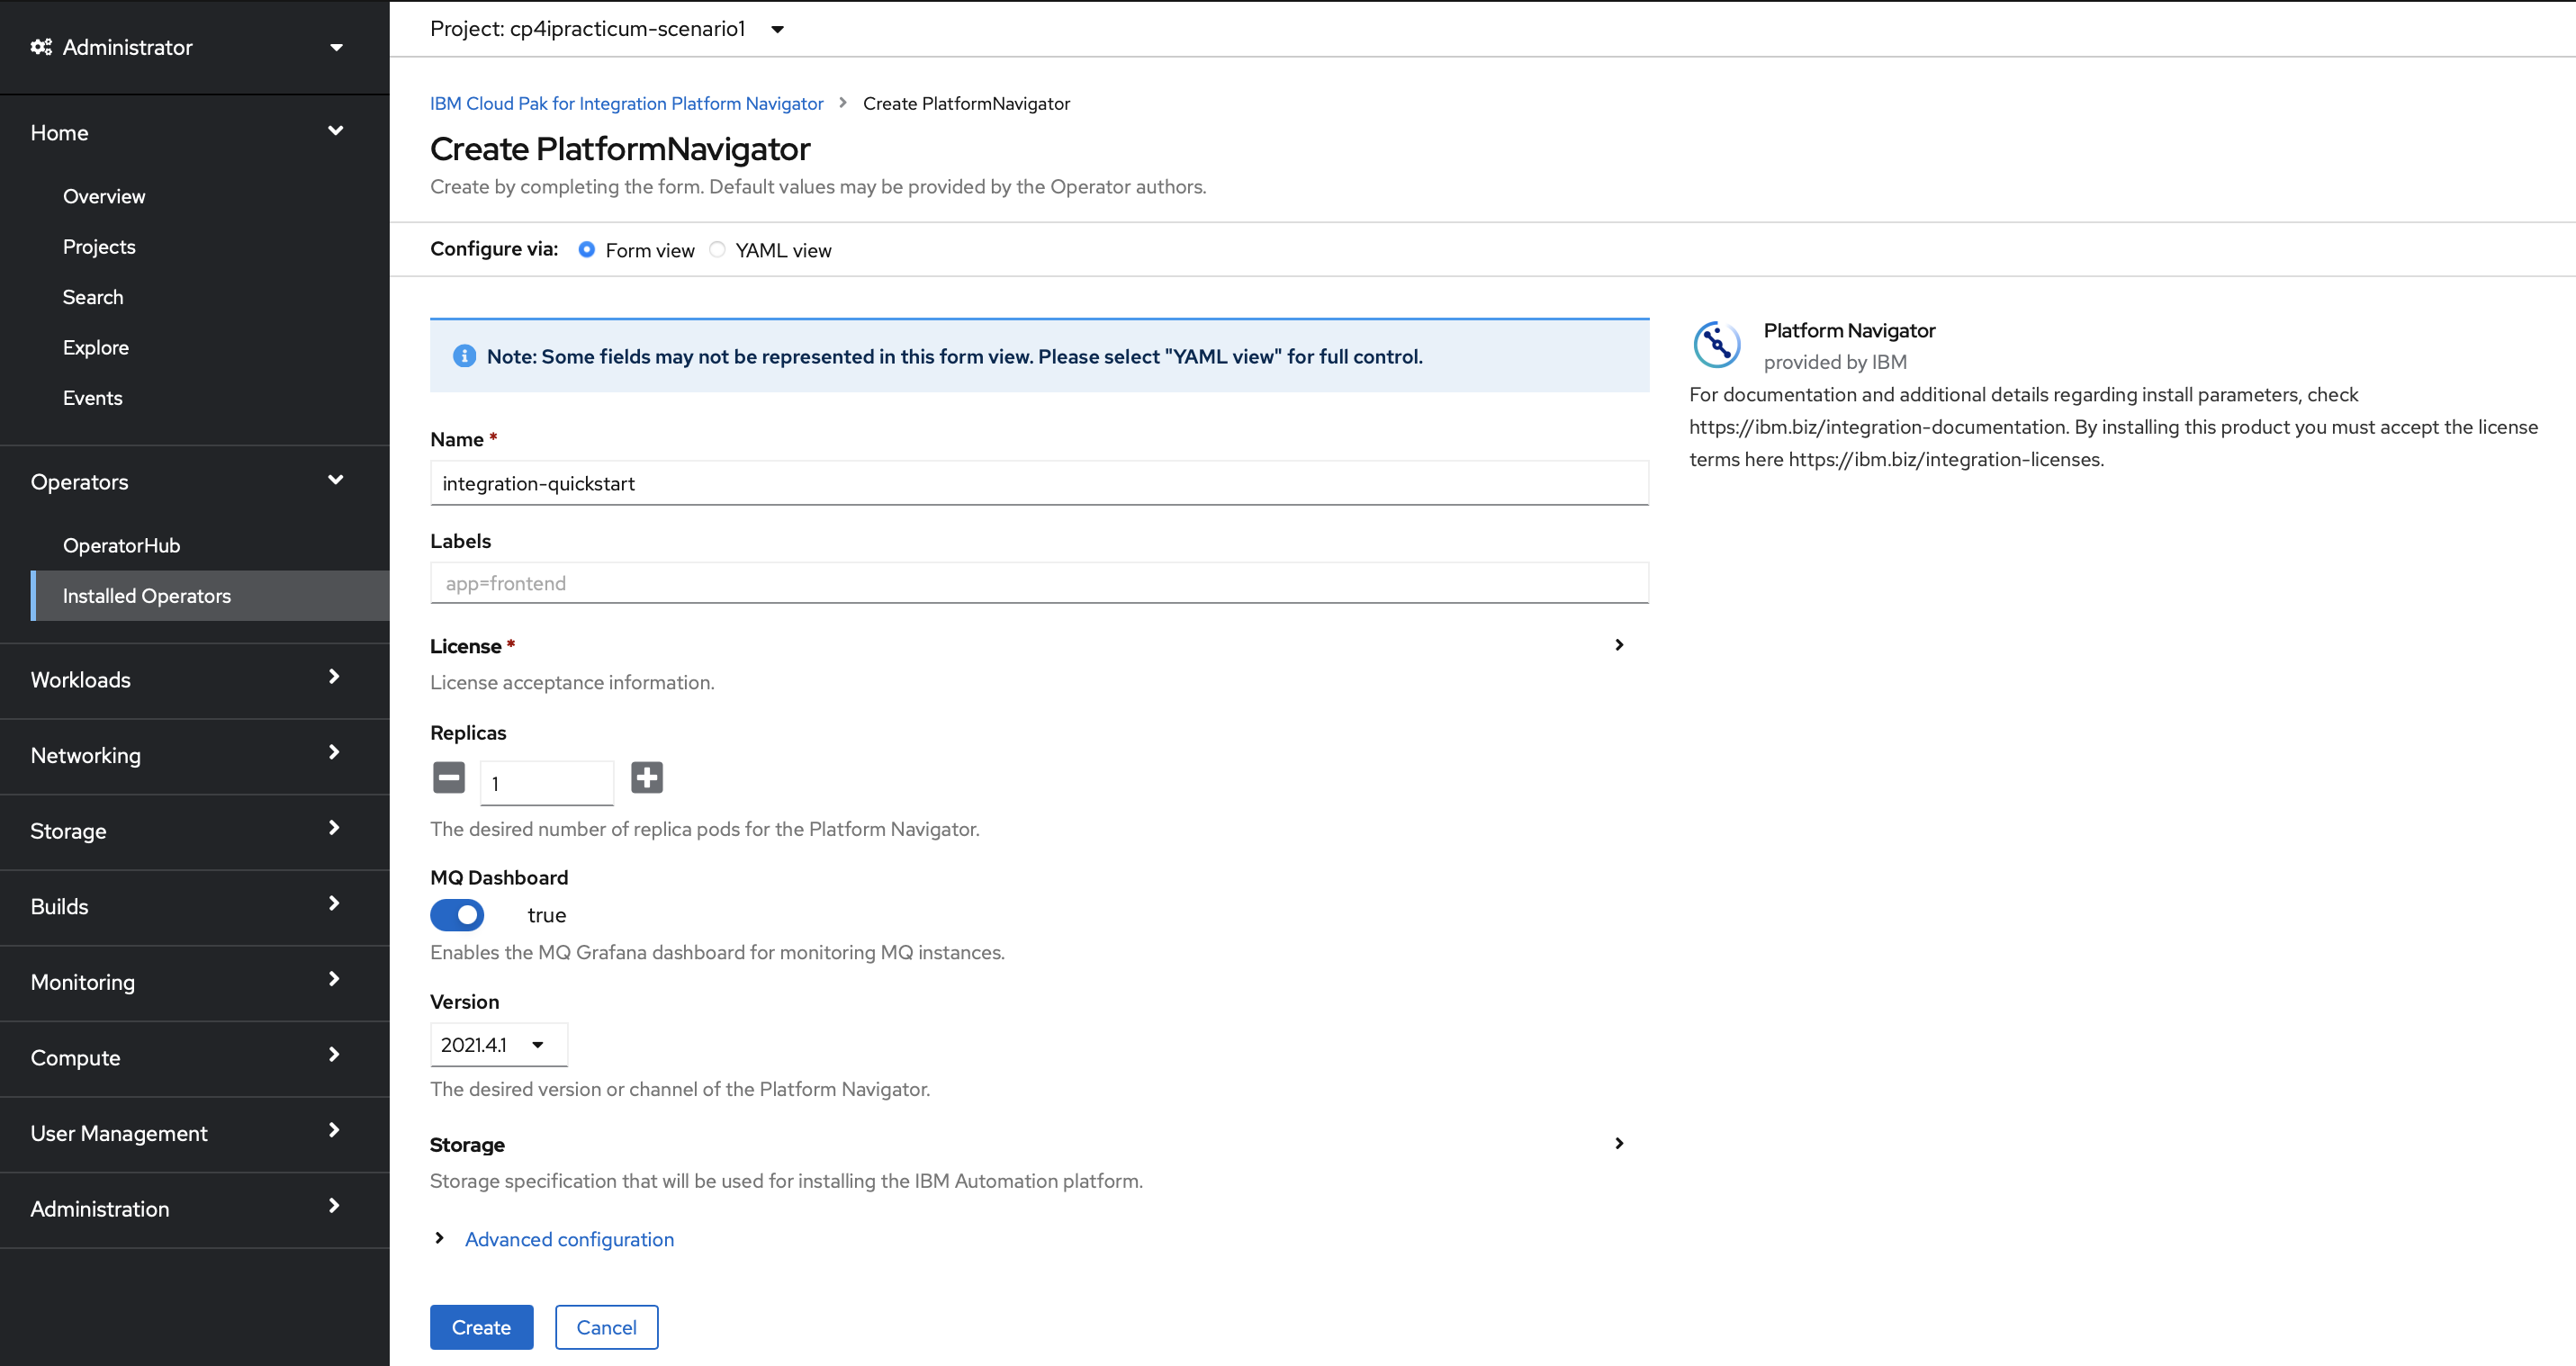 Administrator
Home
Overview
Projects
Search
Explore
Events
Operators
OperatorHub
Installed Operators
Workloads
Networking
Storage
Builds
Monitoring
Compute
User Management
Administration
Project: cp4ipracticum-scenario1
IBM Cloud Pak for Integration Platform Navigator > Create PlatformNavigator
Create PlatformNavigator
Create by completing the form. Default values may be provided by the Operator authors.
Configure via: Form view YAML view
Note: Some fields may not be represented in this form view. Please select "YAML view" for full control.
Name *
integration-quickstart
Labels
app=frontend
License *
License acceptance information.
Replicas
1
The desired number of replica pods for the Platform Navigator.
MQ Dashboard
true
Enables the MQ Grafana dashboard for monitoring MQ instances.
Version
2021.4.1
The desired version or channel of the Platform Navigator.
Storage
Storage specification that will be used for installing the IBM Automation platform.
Advanced configuration
Create Cancel
Platform Navigator
provided by IBM
For documentation and additional details regarding install parameters, check
https://ibm.biz/integration-documentation. By installing this product you must accept the license
terms here https://ibm.biz/integration-licenses.